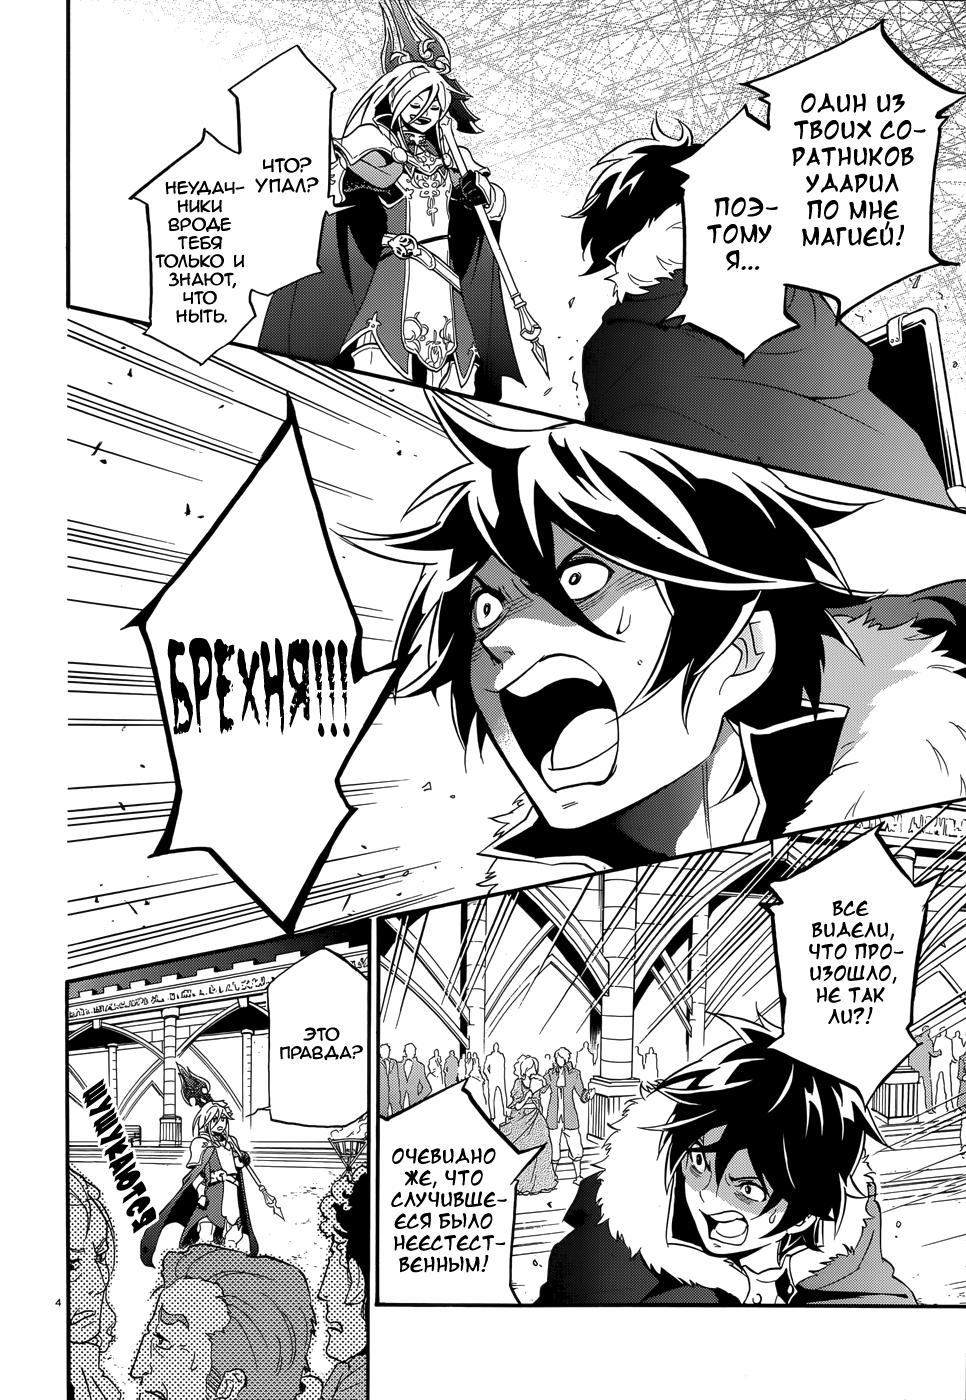 ОДИН ИЗ
ТВОИХ СО-
РАТНИКОВ
УДАРИЛ
ПО МНЕ
МАГИЕЙ!
ПОЭ-
ТОМУ
Я...
ЧТО?
УПАЛ?
НЕУДАЧ-
НИКИ
ВРОДЕ
ТЕБЯ
ТОЛЬКО И
ЗНАЮТ,
ЧТО
НЫТЬ.
БРЕХНЯ!!!
ВСЕ
ВИДЕЛИ,
ЧТО ПРО-
ИЗОШЛО,
НЕ ТАК
ЛИ?!
ОЧЕВИДНО
ЖЕ, ЧТО
СЛУЧИВШЕ-
ЕСЯ БЫЛО
НЕЕСТЕСТ-
ВЕННЫМ!
ЭТО
ПРАВДА?
ШУШУКАЮТСЯ
4